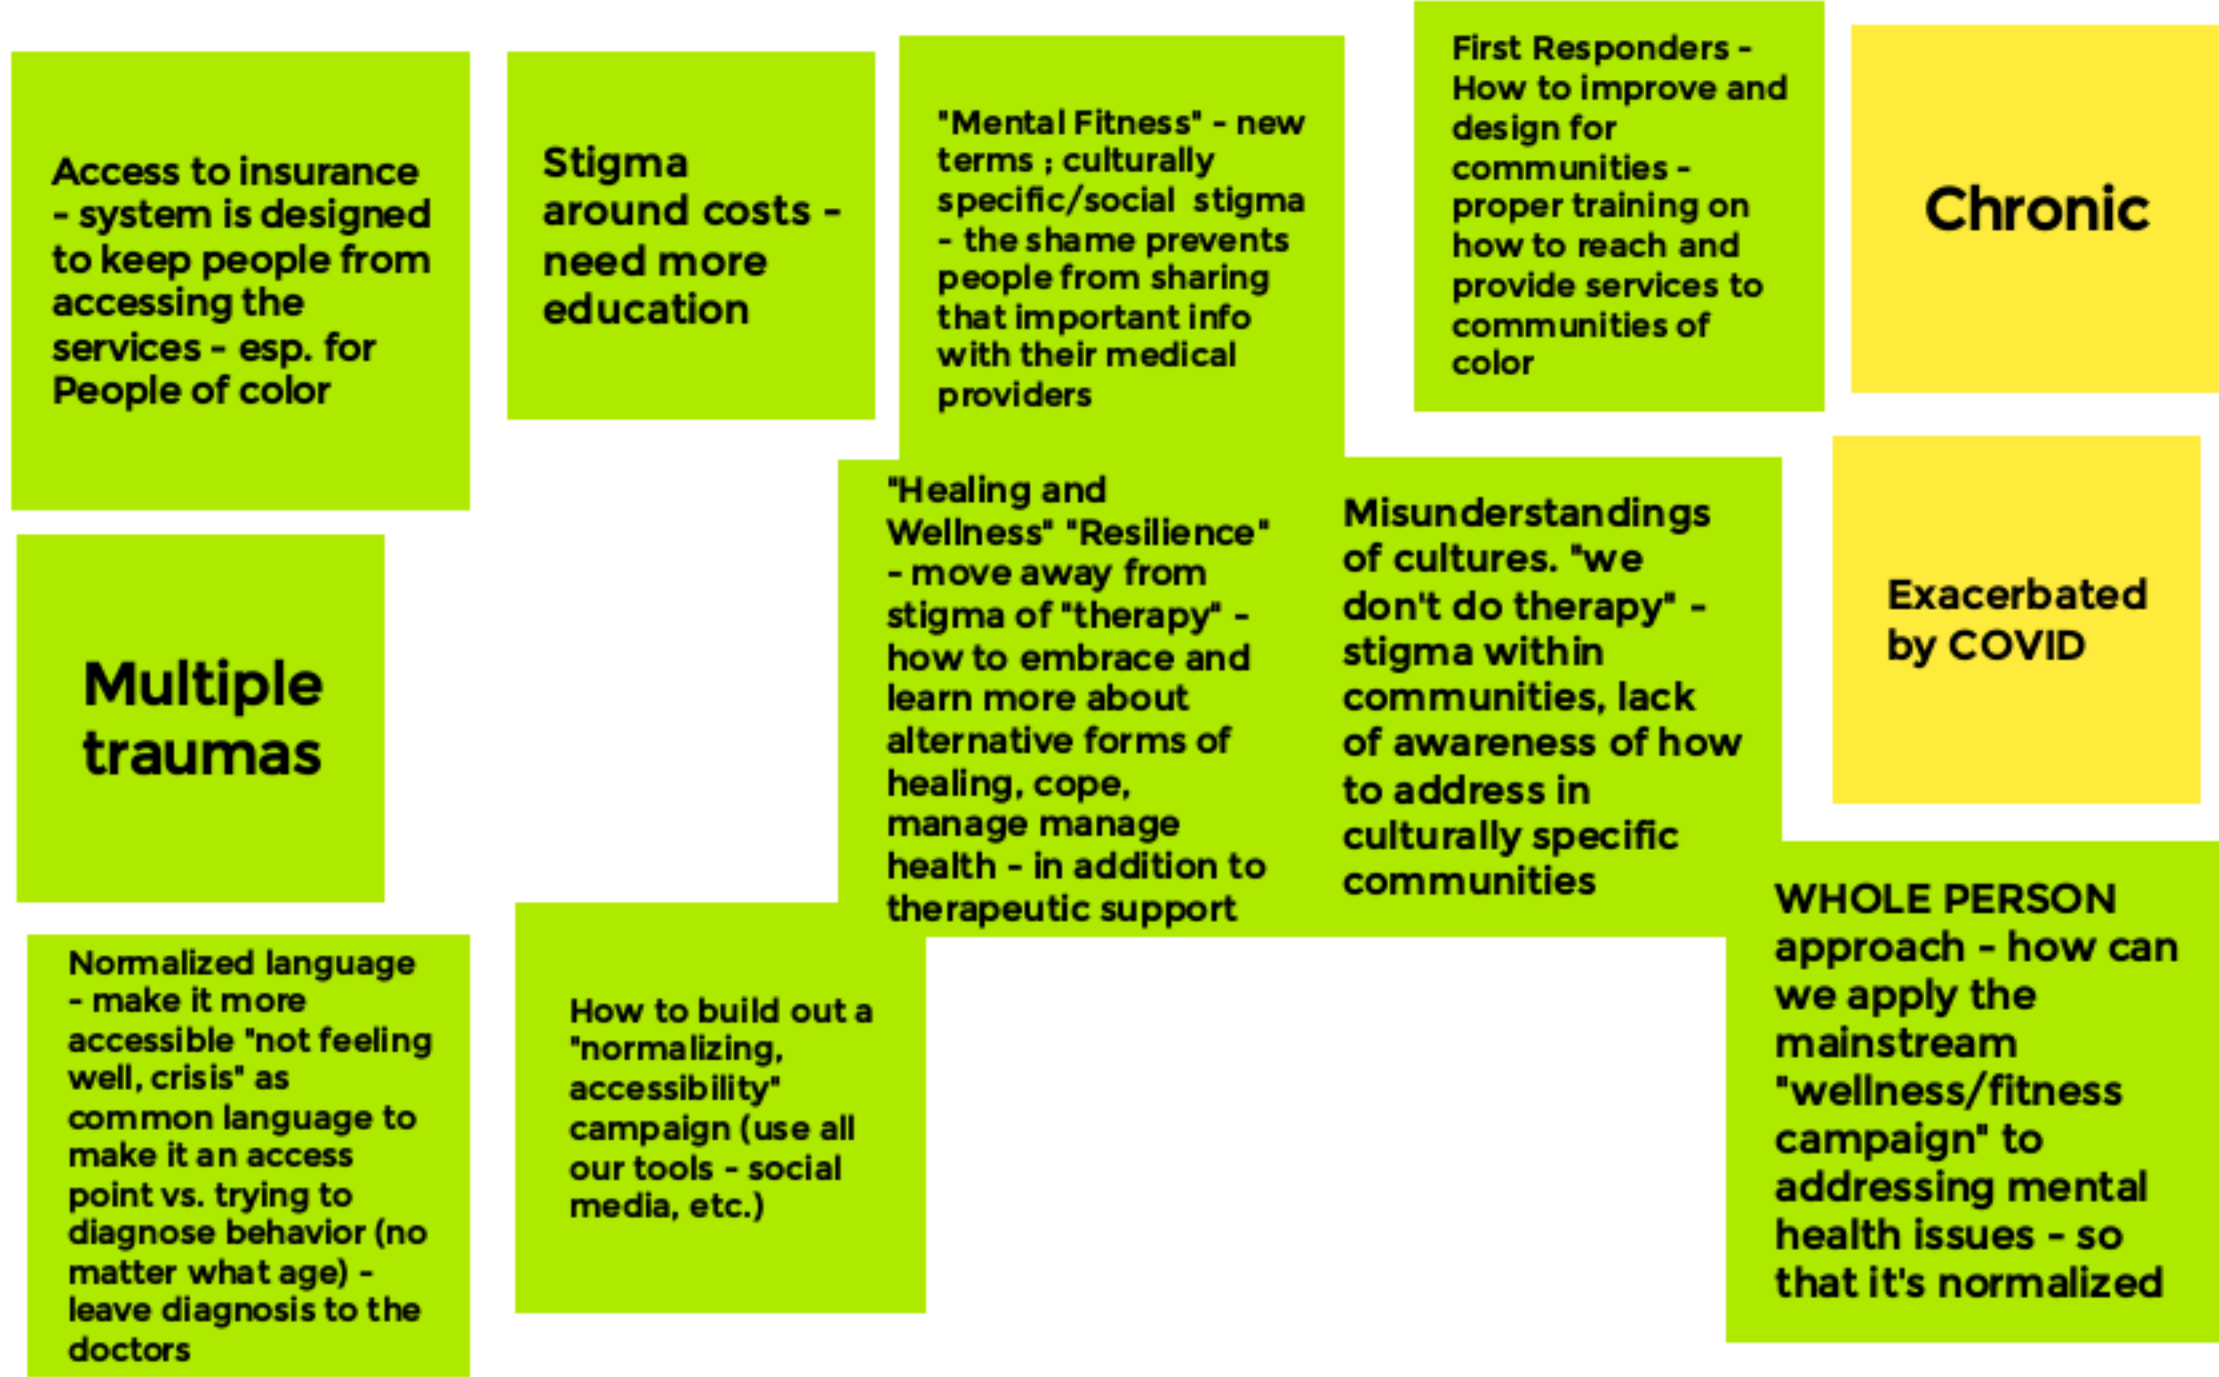 Access to insurance
- system is designed
to keep people from
accessing the
services - esp. for
People of color
Stigma
around costs -
need more
education
"Mental Fitness" - new
terms ; culturally
specific/social stigma
- the shame prevents
people from sharing
that important info
with their medical
providers
First Responders -
How to improve and
design for
communities -
proper training on
how to reach and
provide services to
communities of
color
Chronic
Multiple
traumas
"Healing and
Wellness" "Resilience"
- move away from
stigma of "therapy" -
how to embrace and
learn more about
alternative forms of
healing, cope,
manage manage
health - in addition to
therapeutic support
Misunderstandings
of cultures. "we
don't do therapy" -
stigma within
communities, lack
of awareness of how
to address in
culturally specific
communities
Exacerbated
by COVID
Normalized language
- make it more
accessible "not feeling
well, crisis" as
common language to
make it an access
point vs. trying to
diagnose behavior (no
matter what age) -
leave diagnosis to the
doctors
How to build out a
"normalizing,
accessibility"
campaign (use all
our tools - social
media, etc.)
WHOLE PERSON
approach - how can
we apply the
mainstream
"wellness/fitness
campaign" to
addressing mental
health issues - so
that it's normalized